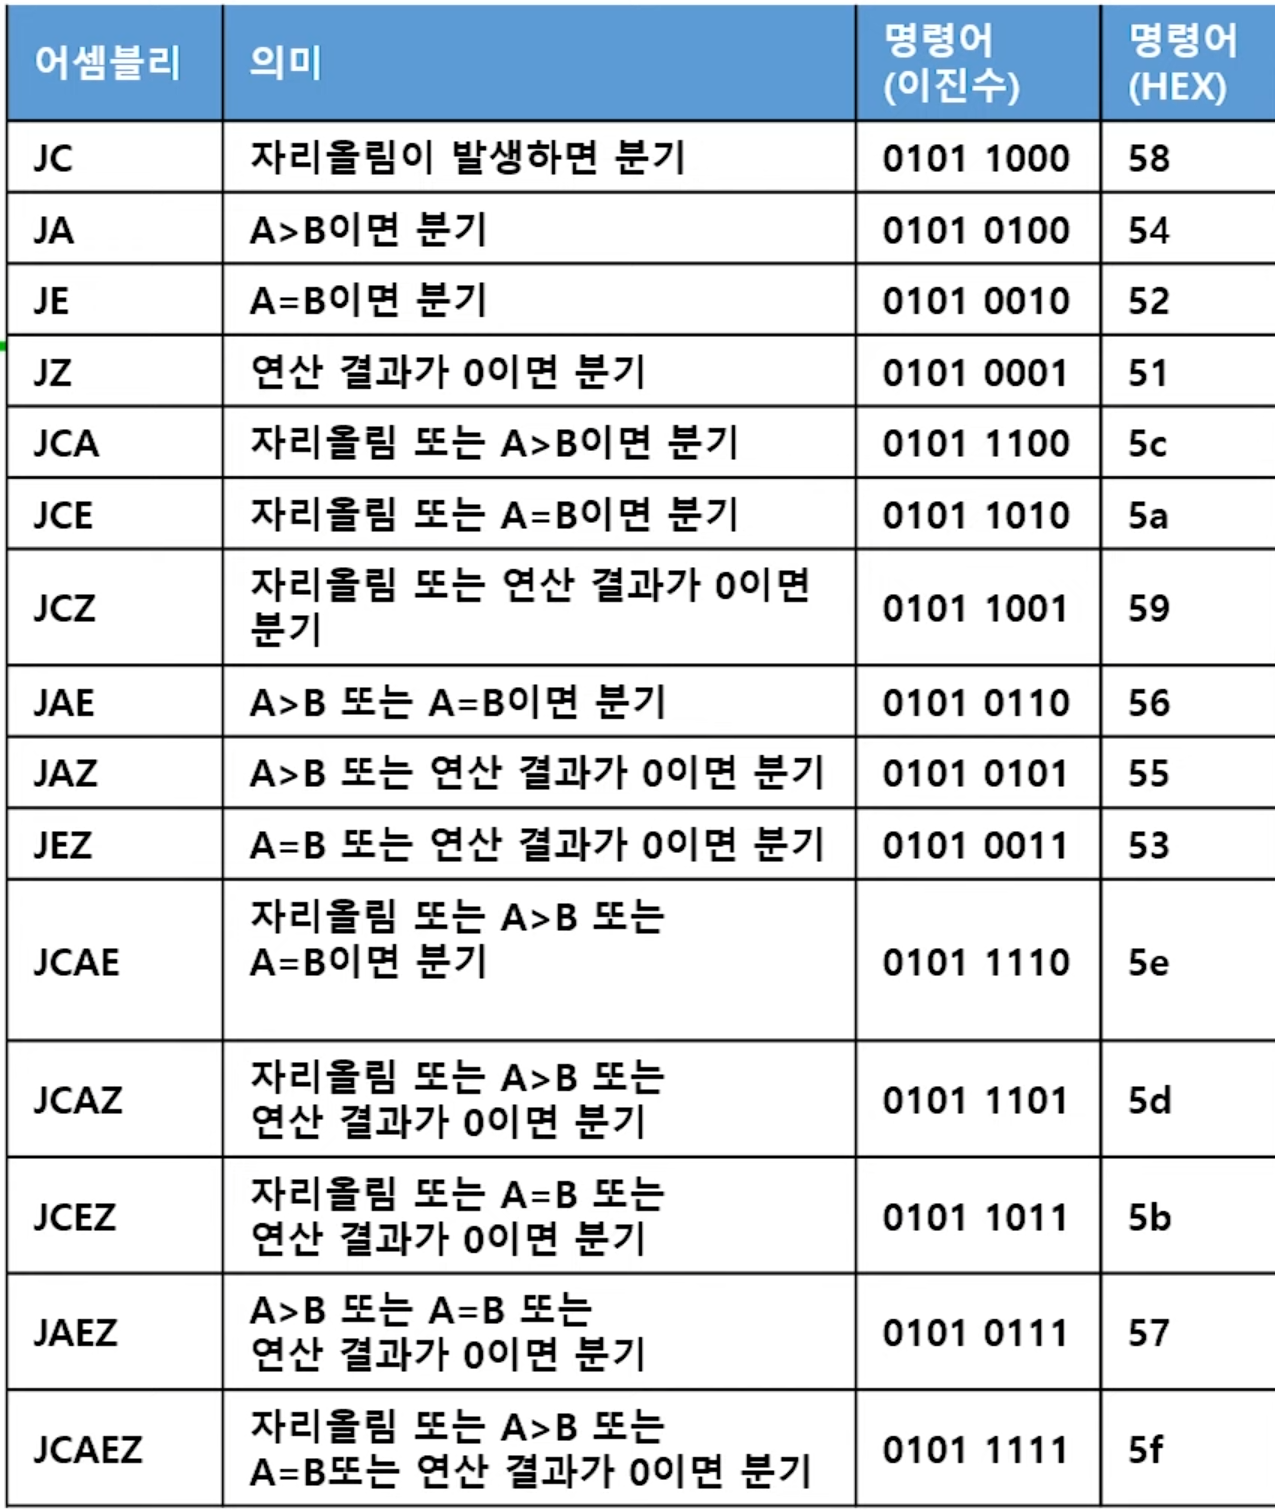 어셈블리 의미 명령어 (이진수) 명령어 (HEX)
JC 자리올림이 발생하면 분기 0101 1000 58
JA A>B이면 분기 0101 0100 54
JE A=B이면 분기 0101 0010 52
JZ 연산 결과가 0이면 분기 0101 0001 51
JCA 자리올림 또는 A>B이면 분기 0101 1100 5c
JCE 자리올림 또는 A=B이면 분기 0101 1010 5a
JCZ 자리올림 또는 연산 결과가 0이면
분기 0101 1001 59
JAE A>B 또는 A=B이면 분기 0101 0110 56
JAZ A>B 또는 연산 결과가 0이면 분기 0101 0101 55
JEZ A=B 또는 연산 결과가 0이면 분기 0101 0011 53
JCAE 자리올림 또는 A>B 또는
A=B이면 분기 0101 1110 5e
JCAZ 자리올림 또는 A>B 또는
연산 결과가 0이면 분기 0101 1101 5d
JCEZ 자리올림 또는 A=B 또는
연산 결과가 0이면 분기 0101 1011 5b
JAEZ A>B 또는 A=B 또는
연산 결과가 0이면 분기 0101 0111 57
JCAEZ 자리올림 또는 A>B 또는
A=B또는 연산 결과가 0이면 분기 0101 1111 5f